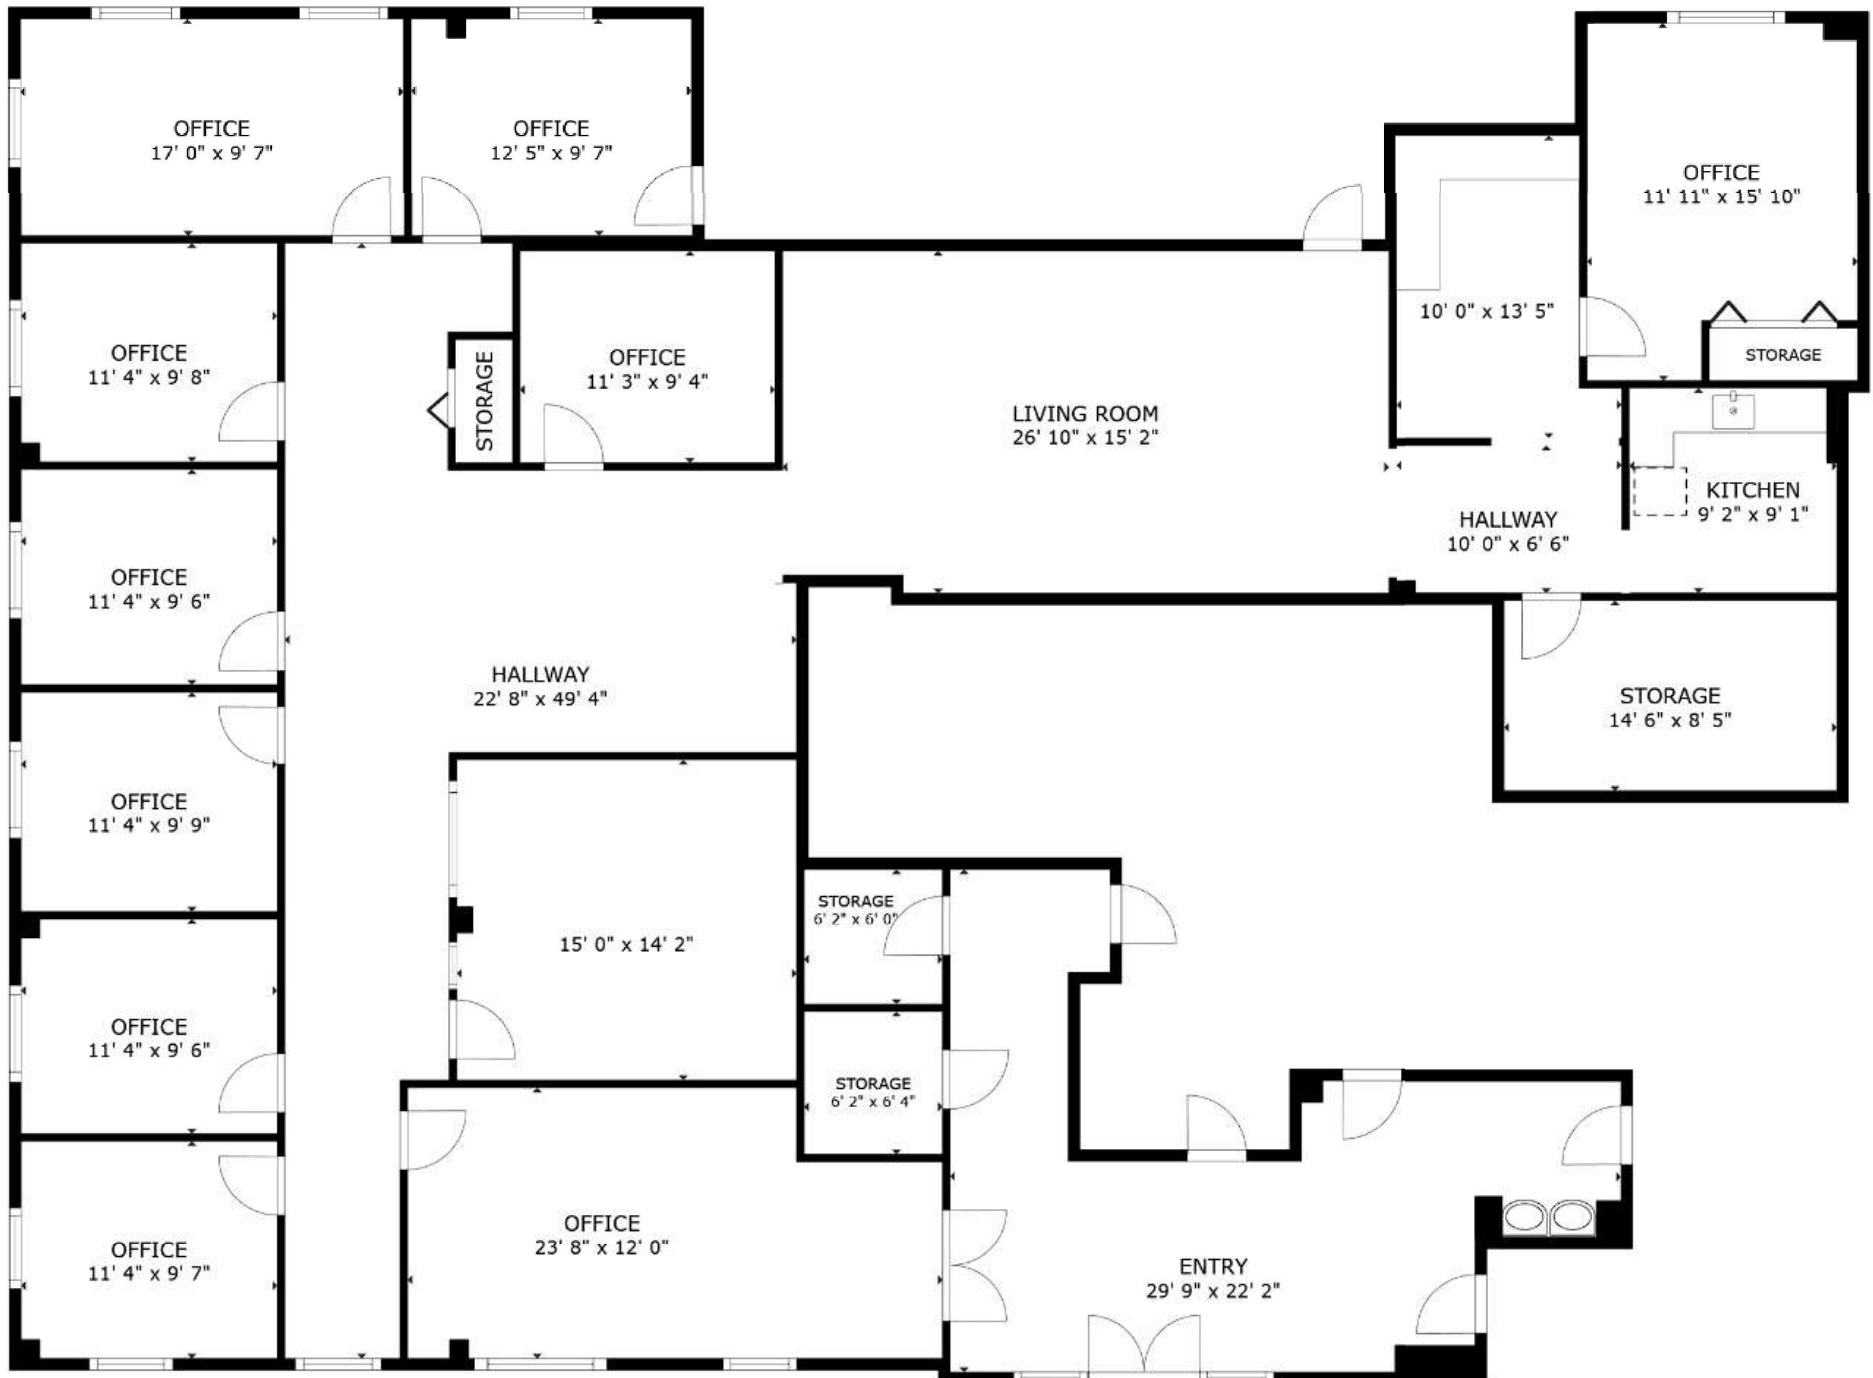 OFFICE
17' 0" x 9' 7"
OFFICE
12' 5" x 9' 7"
OFFICE
11' 11" x 15' 10"
10' 0" x 13' 5"
STORAGE
OFFICE
11' 4" x 9' 8"
STORAGE
OFFICE
11' 3" x 9' 4"
LIVING ROOM
26' 10" x 15' 2"
KITCHEN
9' 2" x 9' 1"
HALLWAY
10' 0" x 6' 6"
OFFICE
11' 4" x 9' 6"
HALLWAY
22' 8" x 49' 4"
STORAGE
14' 6" x 8' 5"
OFFICE
11' 4" x 9' 9"
STORAGE
6' 2" x 6' 0"
15' 0" x 14' 2"
OFFICE
11' 4" x 9' 6"
STORAGE
6' 2" x 6' 4"
OFFICE
11' 4" x 9' 7"
OFFICE
23' 8" x 12' 0"
ENTRY
29' 9" x 22' 2"